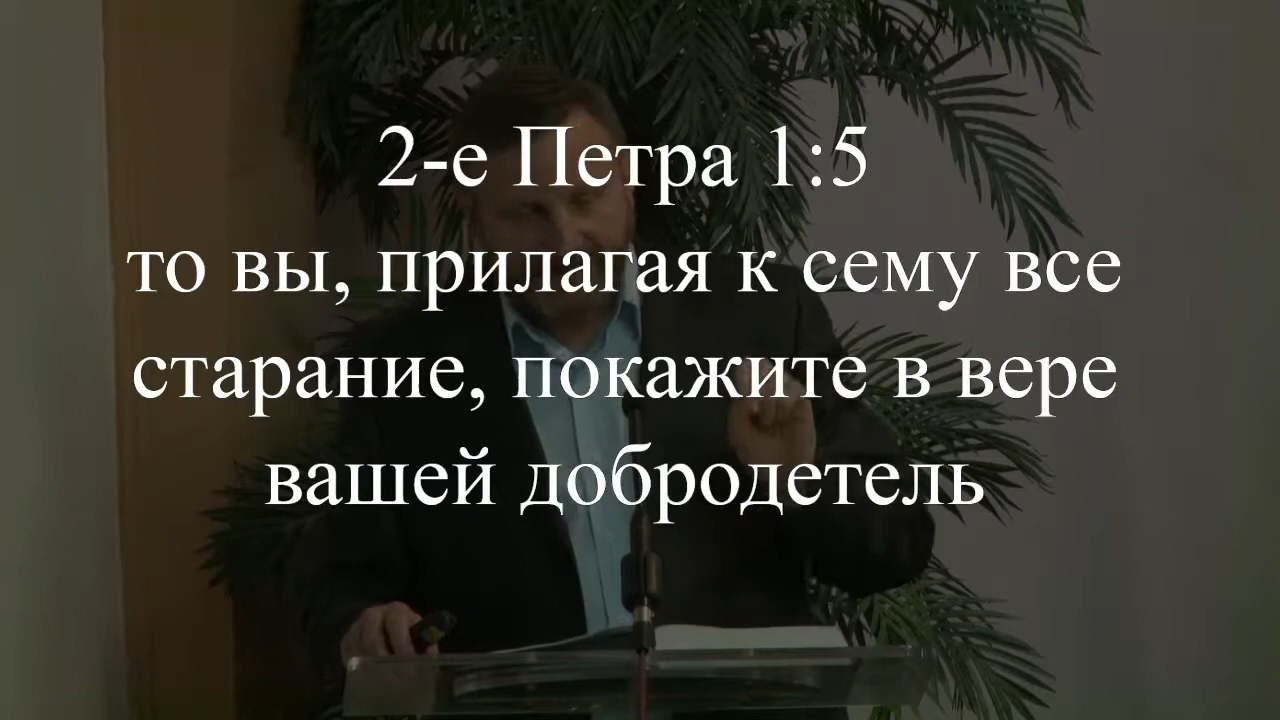 2-е Петра 1:5
то вы, прилагая к сему все
старание, покажите в вере
вашей добродетель